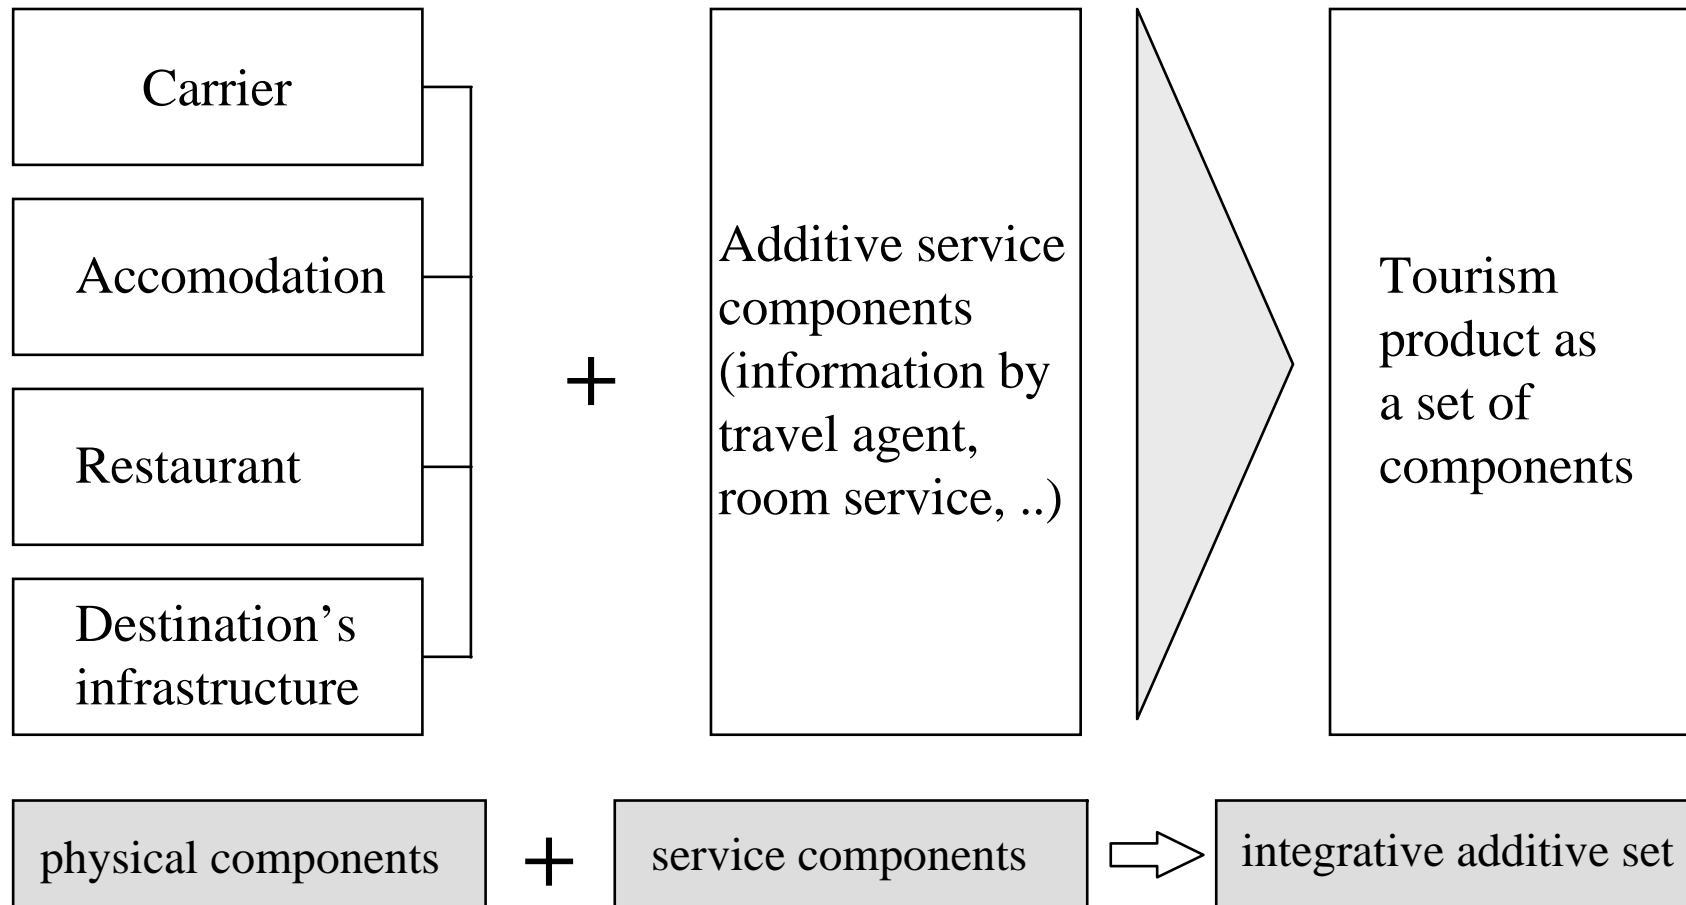 Carrier
Accomodation
Restaurant
Destination’s
infrastructure
+
Additive service
components
(information by
travel agent,
room service, ..)
Tourism
product as
a set of
components
physical components
+
service components
integrative additive set